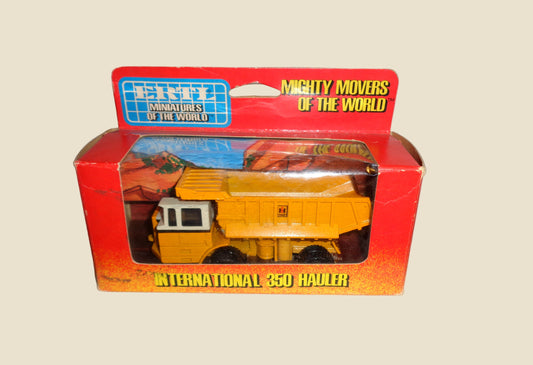 ERTL
MINIATURES
OF THE WORLD
MIGHTY MOVERS
OF THE WORLD
INTERNATIONAL 350 HAULER